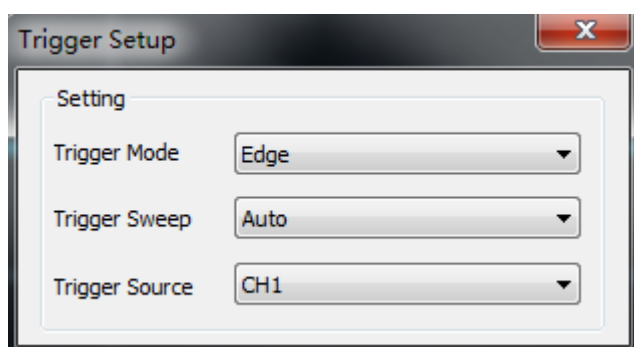 Trigger Setup
Setting
Trigger Mode Edge
Trigger Sweep Auto
Trigger Source CH1